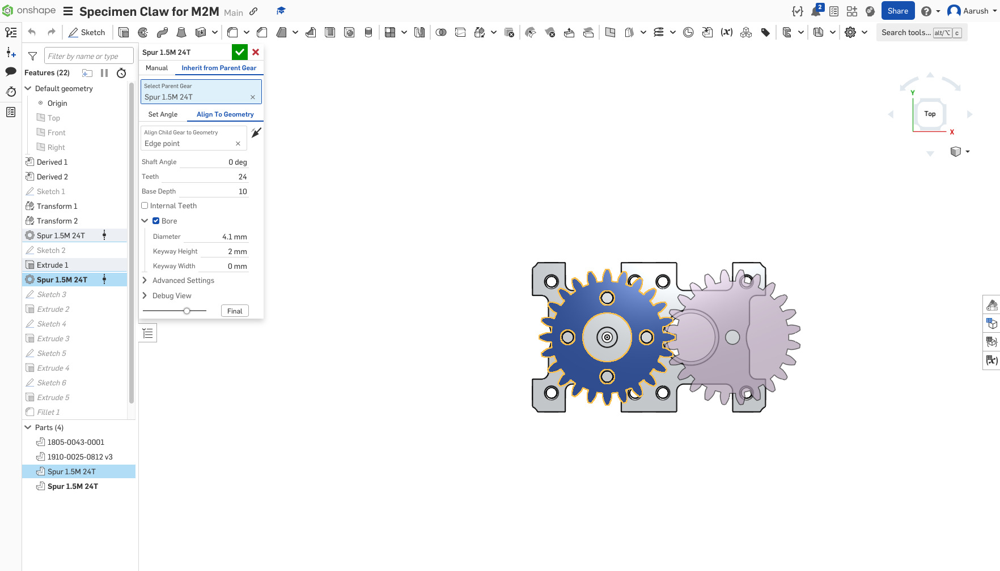 onshape
Specimen Claw for M2M
Main
2
Share
Aarush
Sketch
Search tools...
alt/⌥
c
Filter by name or type
Features (22)
Default geometry
Origin
Top
Front
Right
Derived 1
Derived 2
Sketch 1
Transform 1
Transform 2
Spur 1.5M 24T
Sketch 2
Extrude 1
Spur 1.5M 24T
Sketch 3
Extrude 2
Sketch 4
Extrude 3
Sketch 5
Extrude 4
Sketch 6
Extrude 5
Fillet 1
Parts (4)
1805-0043-0001
1910-0025-0812 v3
Spur 1.5M 24T
Spur 1.5M 24T
Spur 1.5M 24T
Manual
Inherit from Parent Gear
Select Parent Gear
Spur 1.5M 24T
Set Angle
Align To Geometry
Align Child Gear to Geometry
Edge point
Shaft Angle 0 deg
Teeth 24
Base Depth 10
Internal Teeth
Bore
Diameter 4.1 mm
Keyway Height 2 mm
Keyway Width 0 mm
Advanced Settings
Debug View
Final
Y
Top
X